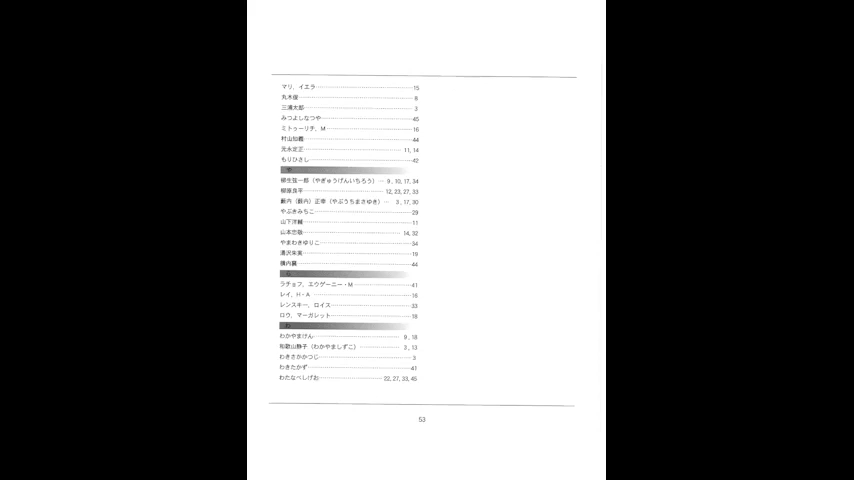 マリ，イエラ……………………………15
丸木俊……………………………8
三浦太郎……………………………3
みつよしなつや……………………………45
ミトゥーリチ，M……………………………16
村山知義……………………………44
元永定正……………………………11, 14
もりひさし……………………………42
や
柳生弦一郎（やぎゅうげんいちろう）… 9, 10, 17, 34
柳原良平……………………………12, 23, 27, 33
藪内（薮内）正幸（やぶうちまさゆき）… 3, 17, 30
やぶきみちこ……………………………29
山下洋輔……………………………11
山本忠敬……………………………14, 32
やまわきゆりこ……………………………34
湯沢朱実……………………………19
横内襄……………………………44
ら
ラチョフ，エウゲーニー・M……………………………41
レイ，H・A……………………………16
レンスキー，ロイス……………………………33
ロウ，マーガレット……………………………18
わ
わかやまけん……………………………9, 18
和歌山静子（わかやましずこ）……………3, 13
わきさかかつじ……………………………3
わきたかず……………………………41
わたなべしげお……………………………22, 27, 33, 45
53